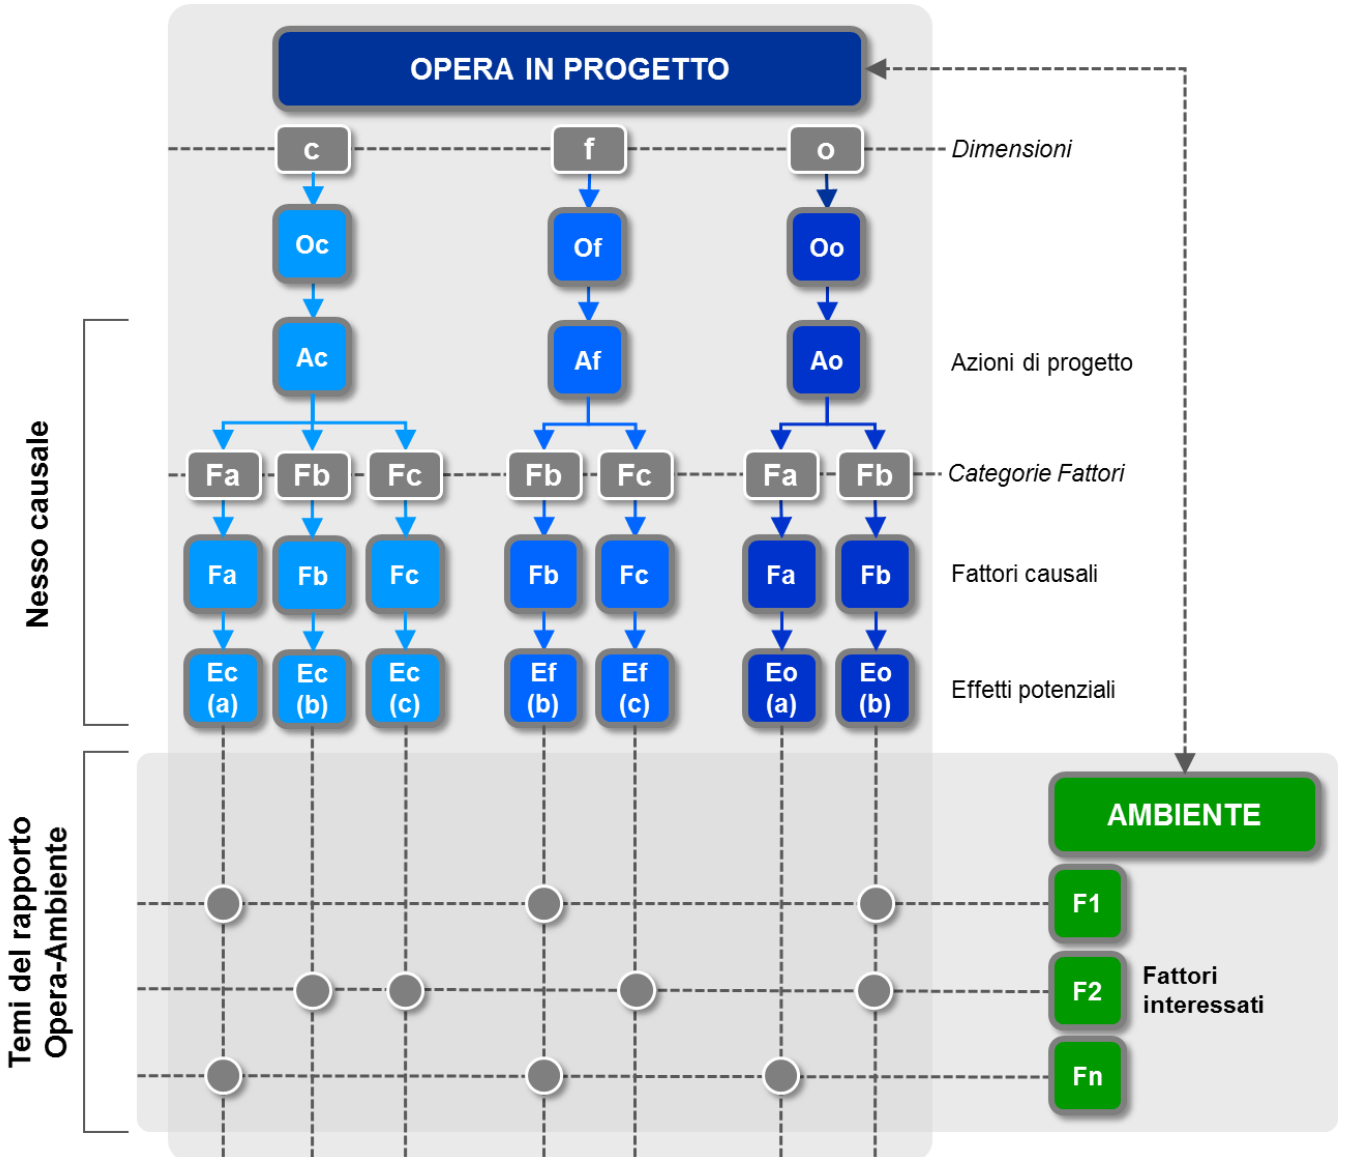 OPERA IN PROGETTO
c f o Dimensioni
Oc Of Oo
Ac Af Ao Azioni di progetto
Fa Fb Fc Fb Fc Fa Fb Categorie Fattori
Fa Fb Fc Fb Fc Fa Fb Fattori causali
Ec Ec Ec Ef Ef Eo Eo Effetti potenziali
(a) (b) (c) (b) (c) (a) (b)
Nesso causale
Temi del rapporto
Opera-Ambiente
AMBIENTE
F1
F2
Fn
Fattori
interessati